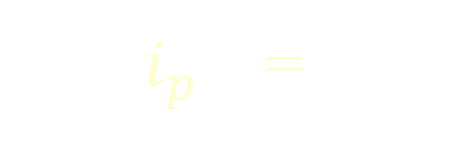 i_p =